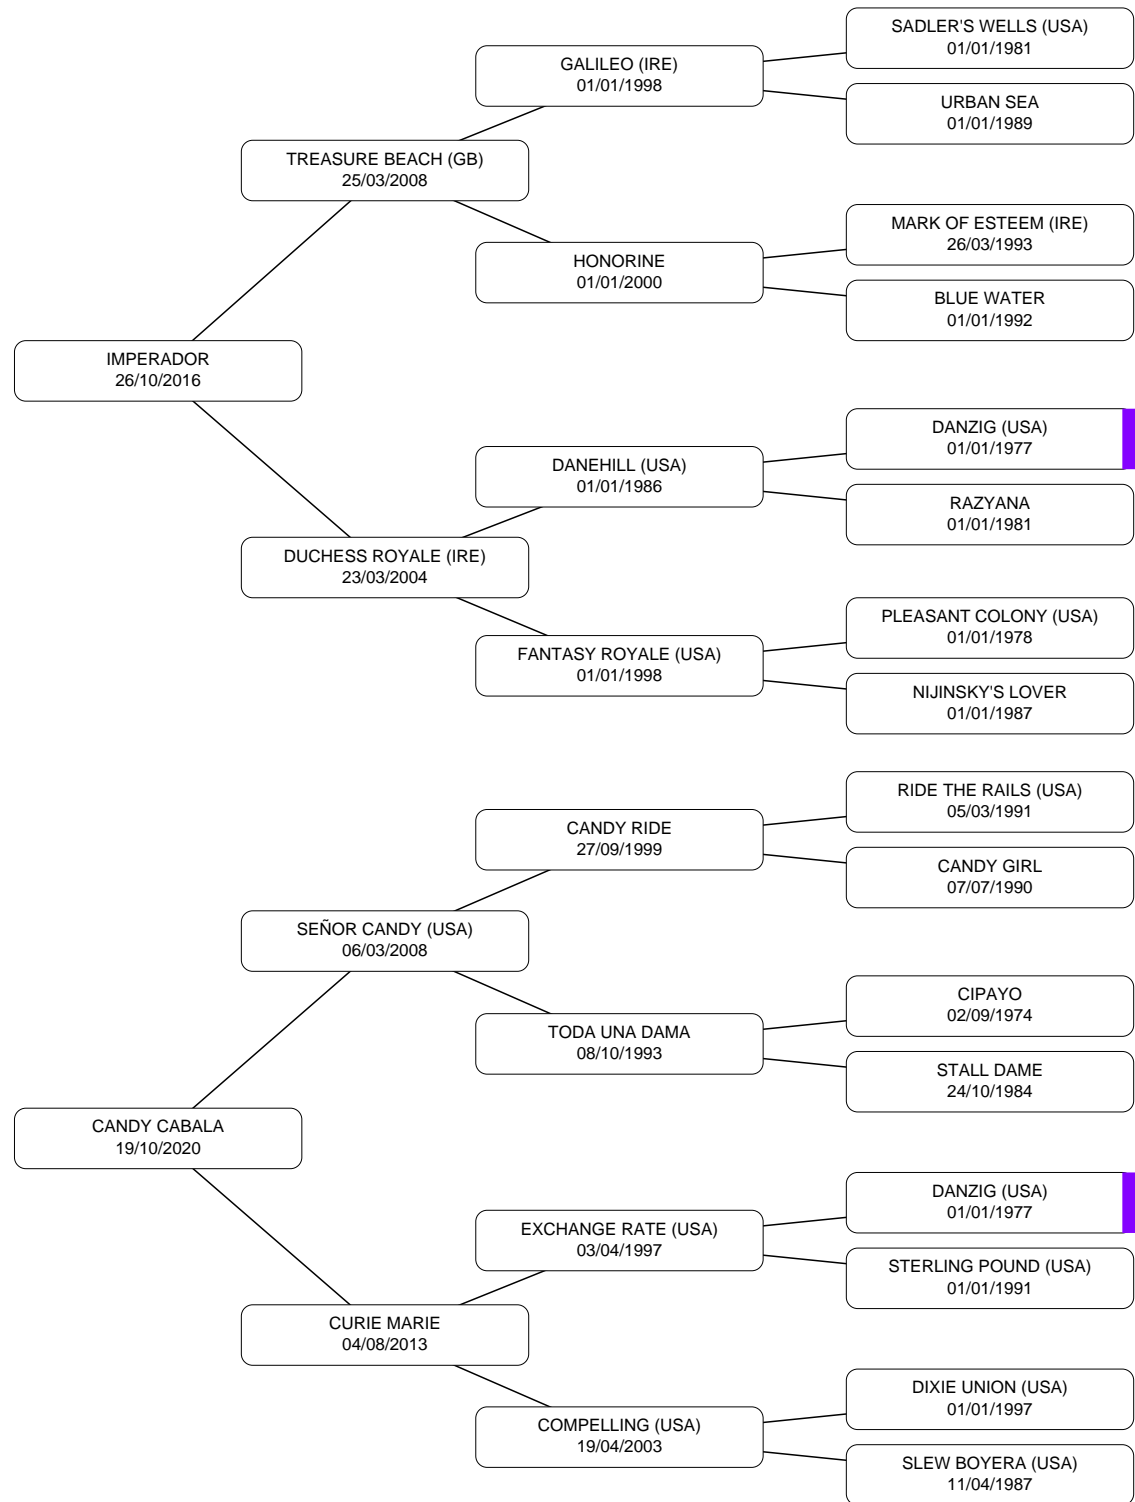 SADLER'S WELLS (USA)
01/01/1981
GALILEO (IRE)
01/01/1998
URBAN SEA
01/01/1989
TREASURE BEACH (GB)
25/03/2008
MARK OF ESTEEM (IRE)
26/03/1993
HONORINE
01/01/2000
BLUE WATER
01/01/1992
IMPERADOR
26/10/2016
DANZIG (USA)
01/01/1977
DANEHILL (USA)
01/01/1986
RAZYANA
01/01/1981
DUCHESS ROYALE (IRE)
23/03/2004
PLEASANT COLONY (USA)
01/01/1978
FANTASY ROYALE (USA)
01/01/1998
NIJINSKY'S LOVER
01/01/1987
RIDE THE RAILS (USA)
05/03/1991
CANDY RIDE
27/09/1999
CANDY GIRL
07/07/1990
SEÑOR CANDY (USA)
06/03/2008
CIPAYO
02/09/1974
TODA UNA DAMA
08/10/1993
STALL DAME
24/10/1984
CANDY CABALA
19/10/2020
DANZIG (USA)
01/01/1977
EXCHANGE RATE (USA)
03/04/1997
STERLING POUND (USA)
01/01/1991
CURIE MARIE
04/08/2013
DIXIE UNION (USA)
01/01/1997
COMPELLING (USA)
19/04/2003
SLEW BOYERA (USA)
11/04/1987